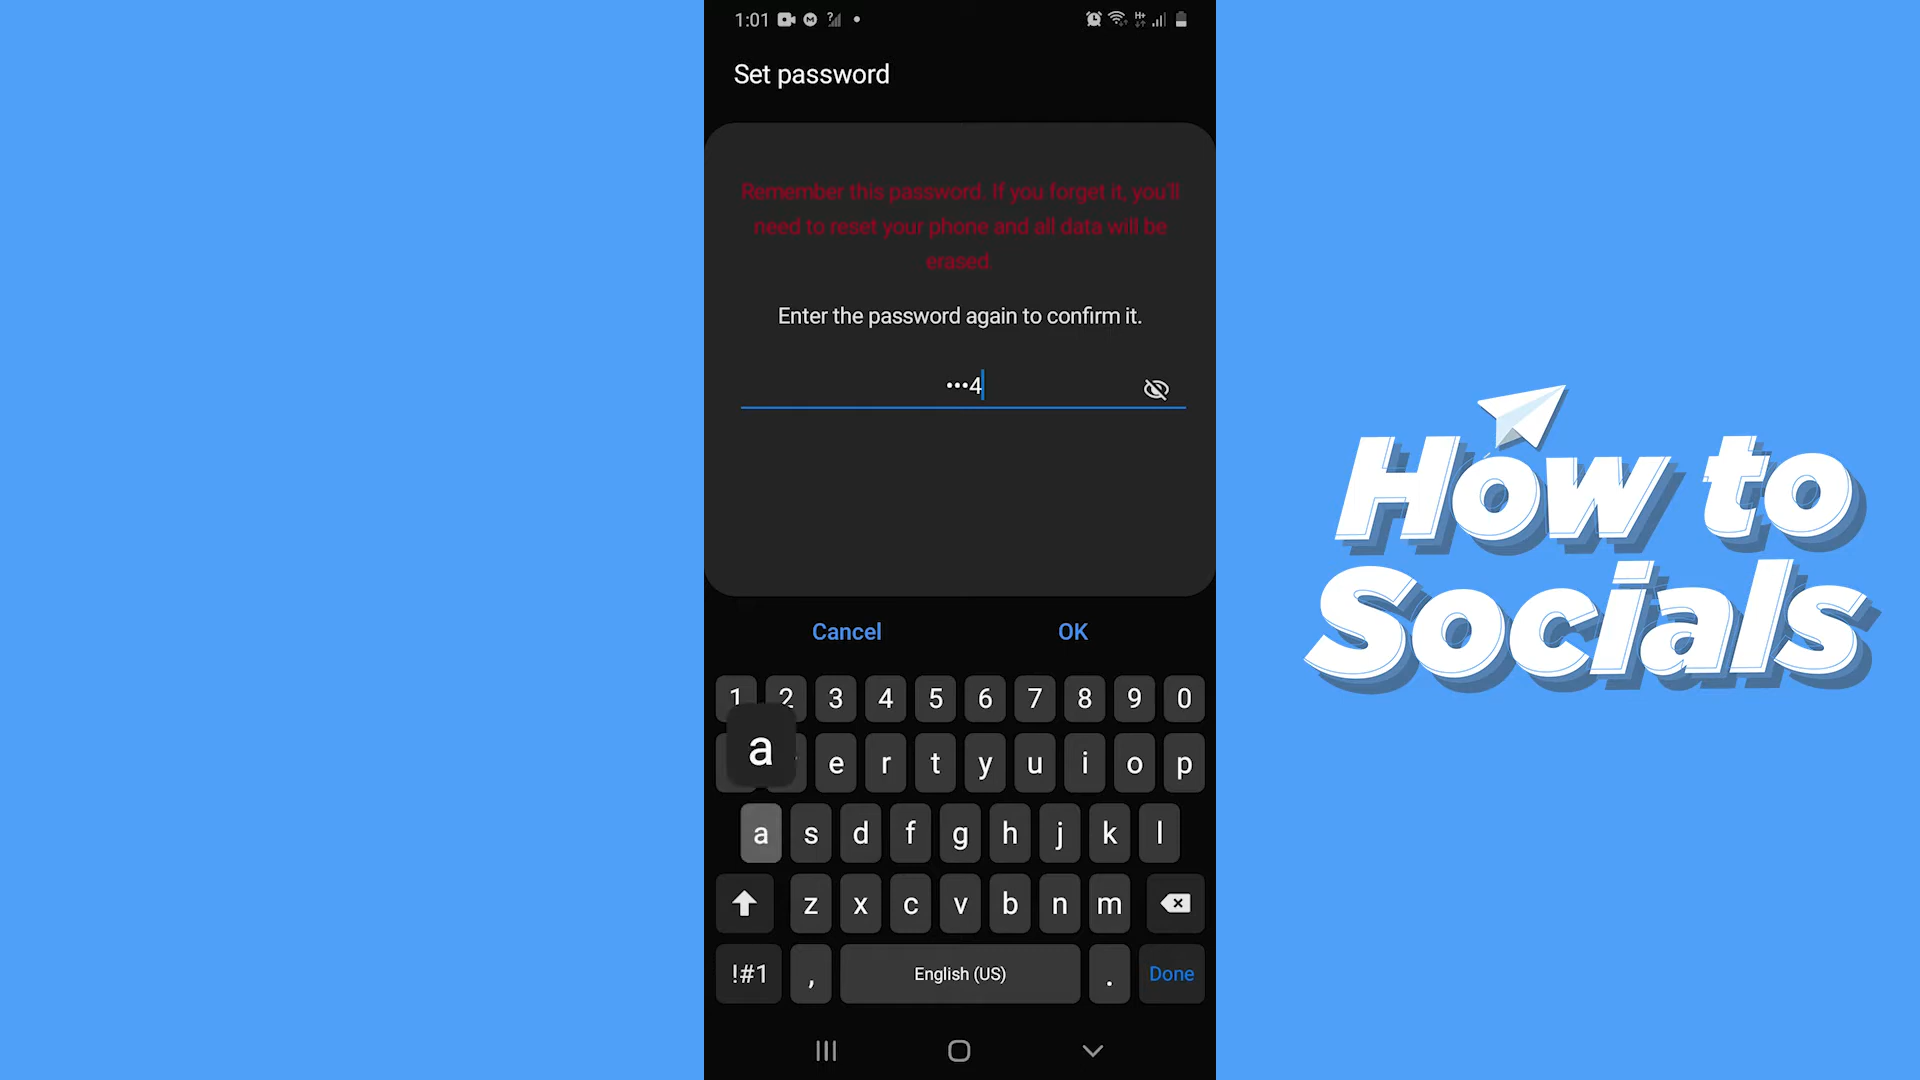 1:01
Set password
Remember this password. If you forget it, you'll
need to reset your phone and all data will be
erased.
Enter the password again to confirm it.
•••4
Cancel OK
1 2 3 4 5 6 7 8 9 0
a
e r t y u i o p
a s d f g h j k l
z x c v b n m
!#1 , English (US) . Done
How to
Socials